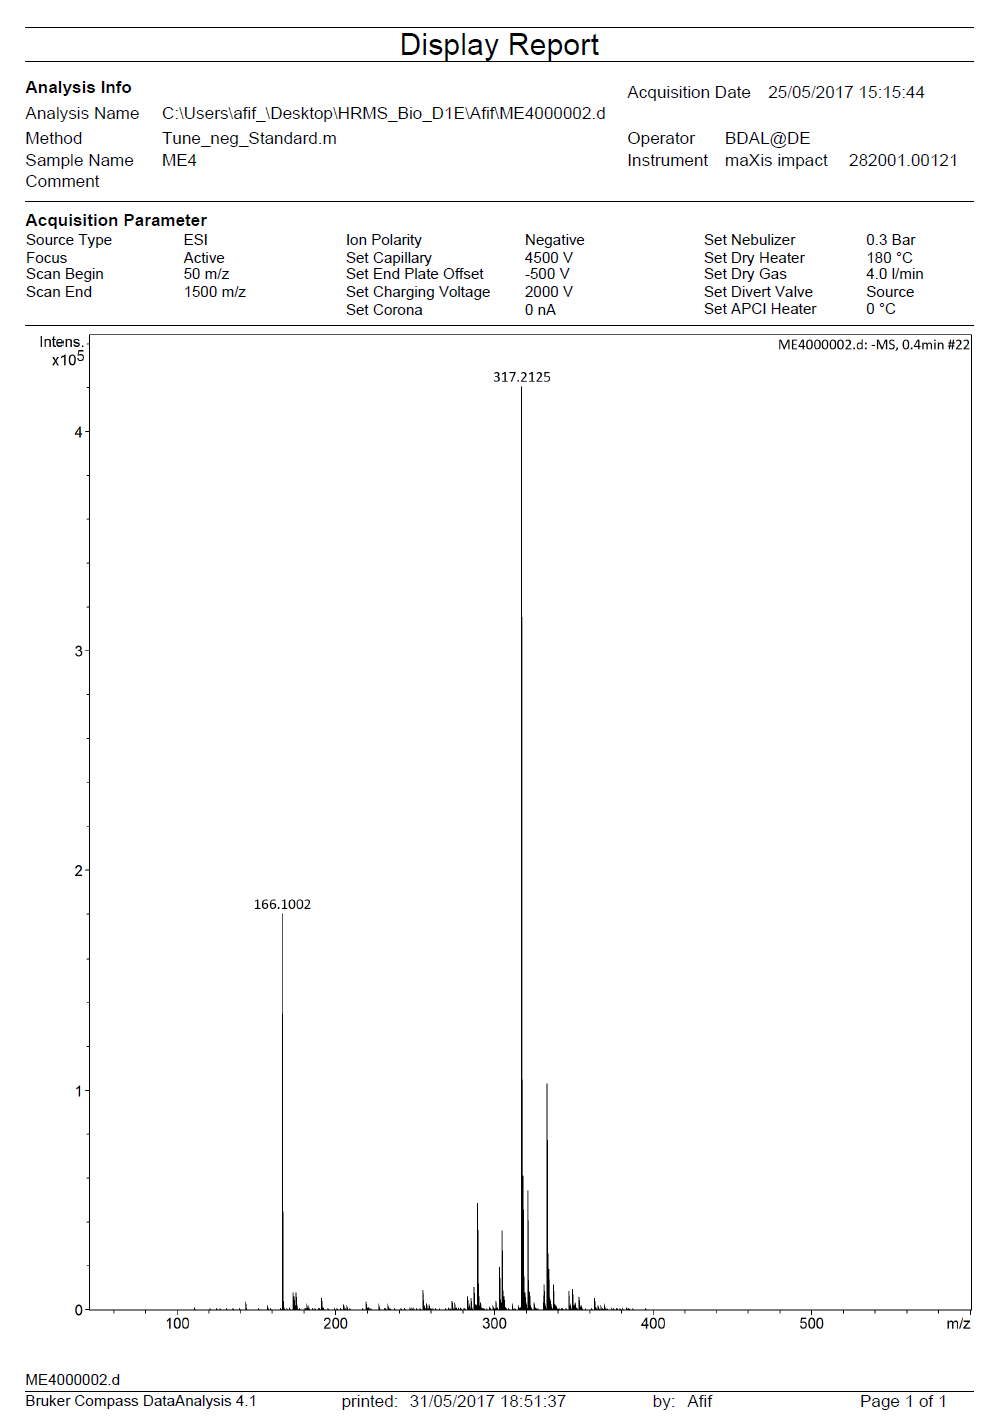 Display Report
Analysis Info
Acquisition Date 25/05/2017 15:15:44
Analysis Name C:\Users\afif_\Desktop\HRMS_Bio_D1E\Afif\ME4000002.d
Method Tune_neg_Standard.m Operator BDAL@DE
Sample Name ME4 Instrument maXis impact 282001.00121
Comment
Acquisition Parameter
Source Type ESI Ion Polarity Negative Set Nebulizer 0.3 Bar
Focus Active Set Capillary 4500 V Set Dry Heater 180 °C
Scan Begin 50 m/z Set End Plate Offset -500 V Set Dry Gas 4.0 l/min
Scan End 1500 m/z Set Charging Voltage 2000 V Set Divert Valve Source
Set Corona 0 nA Set APCI Heater 0 °C
Intens.
x10⁵
ME4000002.d: -MS, 0.4min #22
317.2125
4
3
2
166.1002
1
0
100 200 300 400 500 m/z
ME4000002.d
Bruker Compass DataAnalysis 4.1 printed: 31/05/2017 18:51:37 by: Afif Page 1 of 1